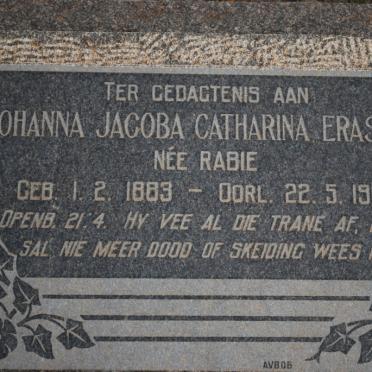 TER GEDAGTENIS AAN
OHANNA JACOBA CATHARINA ERAS
NÉE RABIE
GEB. 1. 2. 1883 – OORL. 22. 5. 19
OPENB. 21:4. HY VEE AL DIE TRANE AF,
SAL NIE MEER DOOD OF SKEIDING WEES
AVBOB